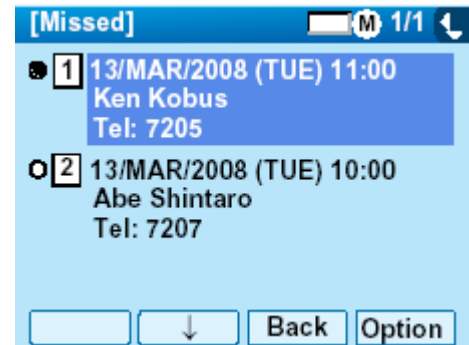 [Missed] M 1/1
1 13/MAR/2008 (TUE) 11:00
Ken Kobus
Tel: 7205
2 13/MAR/2008 (TUE) 10:00
Abe Shintaro
Tel: 7207
↓ Back Option